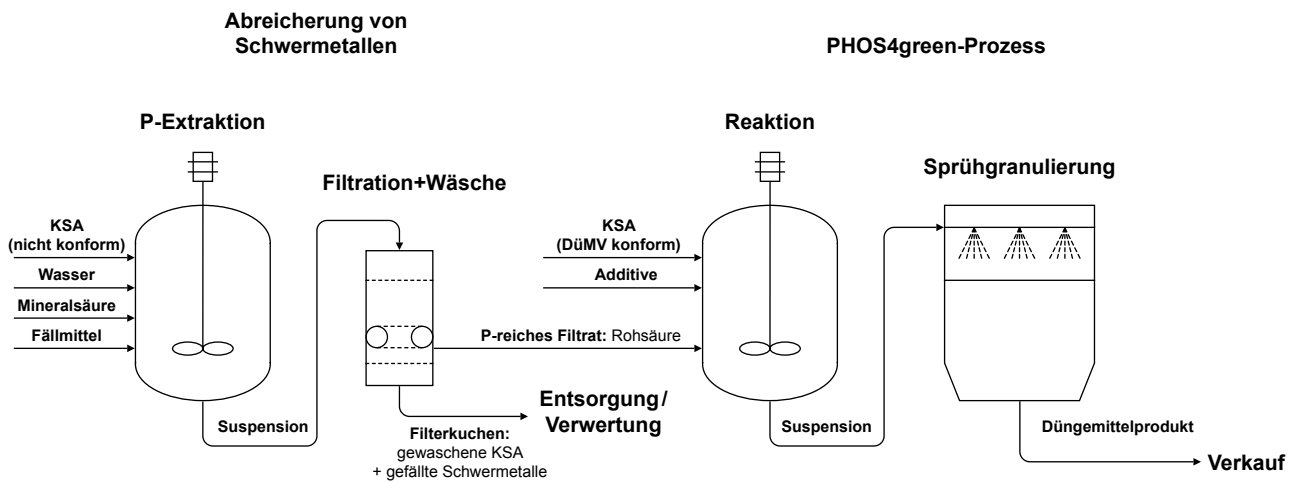 Abreicherung von
Schwermetallen
PHOS4green-Prozess
P-Extraktion
Reaktion
Filtration+Wäsche
Sprühgranulierung
KSA
(nicht konform)
Wasser
Mineralsäure
Fällmittel
KSA
(DüMV konform)
Additive
P-reiches Filtrat: Rohsäure
Suspension
Entsorgung/
Verwertung
Filterkuchen:
gewaschene KSA
+ gefällte Schwermetalle
Suspension
Düngemittelprodukt
Verkauf